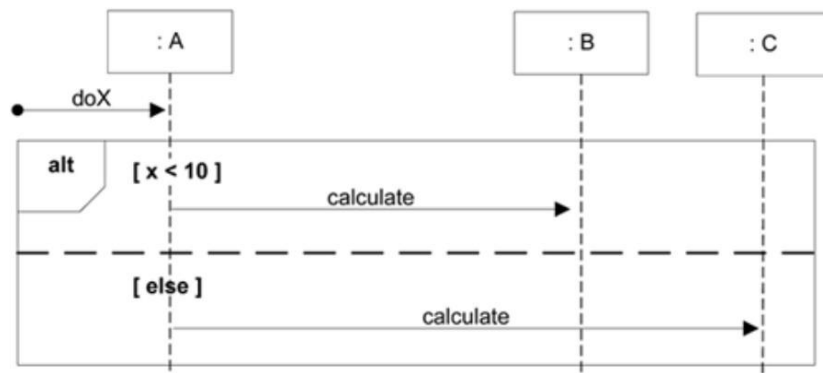 : A
: B
: C
doX
alt
[ x < 10 ]
calculate
[ else ]
calculate